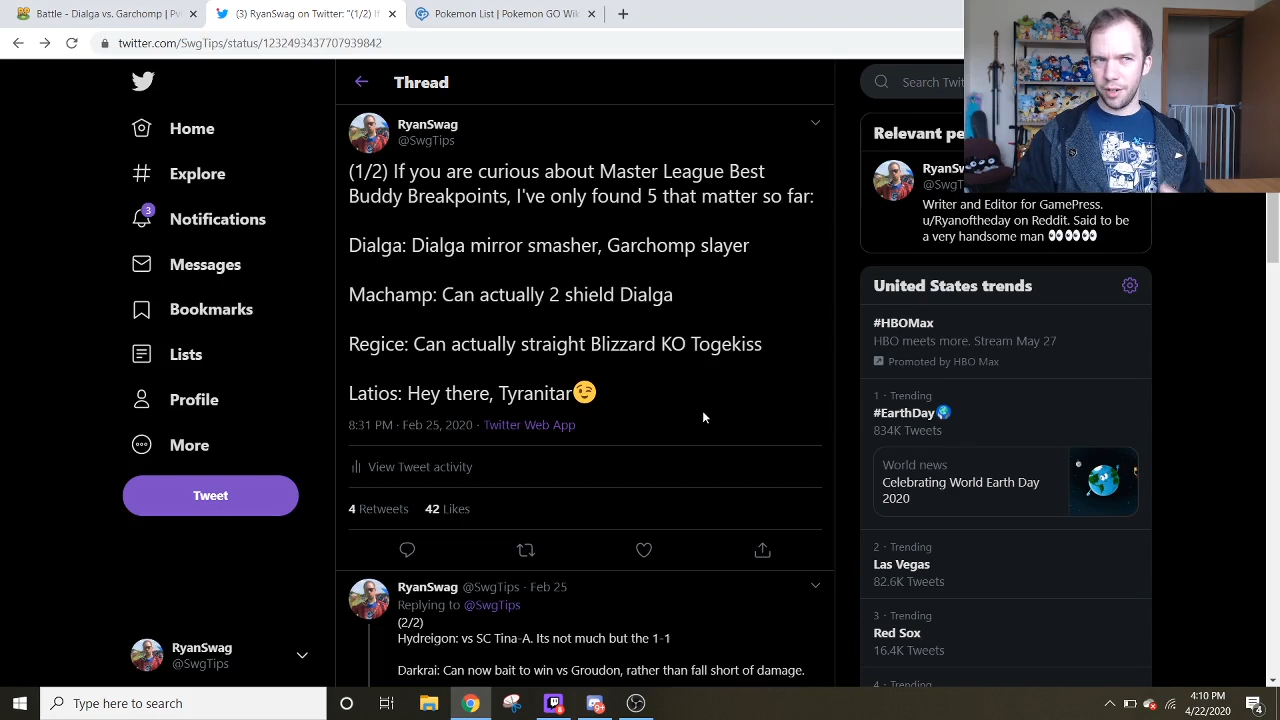 Battle - Dialga vs. Garchomp | Pv
(3) RyanSwag on Twitter: "(1/2) If
Pokemon List | Pokemon GO Wik
twitter.com/SwgTips/status/1232493437707939842
Home
Explore
3
Notifications
Messages
Bookmarks
Lists
Profile
More
Tweet
RyanSwag
@SwgTips
Thread
RyanSwag
@SwgTips
(1/2) If you are curious about Master League Best
Buddy Breakpoints, I've only found 5 that matter so far:
Dialga: Dialga mirror smasher, Garchomp slayer
Machamp: Can actually 2 shield Dialga
Regice: Can actually straight Blizzard KO Togekiss
Latios: Hey there, Tyranitar😉
8:31 PM · Feb 25, 2020 · Twitter Web App
View Tweet activity
4 Retweets 42 Likes
RyanSwag @SwgTips · Feb 25
Replying to @SwgTips
(2/2)
Hydreigon: vs SC Tina-A. Its not much but the 1-1
Darkrai: Can now bait to win vs Groudon, rather than fall short of damage.
Search Twi
Relevant pe
RyanSw
@SwgT
Writer and Editor for GamePress.
u/Ryanoftheday on Reddit. Said to be
a very handsome man 👀👀👀
United States trends
#HBOMax
HBO meets more. Stream May 27
Promoted by HBO Max
1 · Trending
#EarthDay
834K Tweets
World news
Celebrating World Earth Day
2020
2 · Trending
Las Vegas
82.6K Tweets
3 · Trending
Red Sox
16.4K Tweets
4 · Trending
Type here to search
4:10 PM
4/22/2020
4